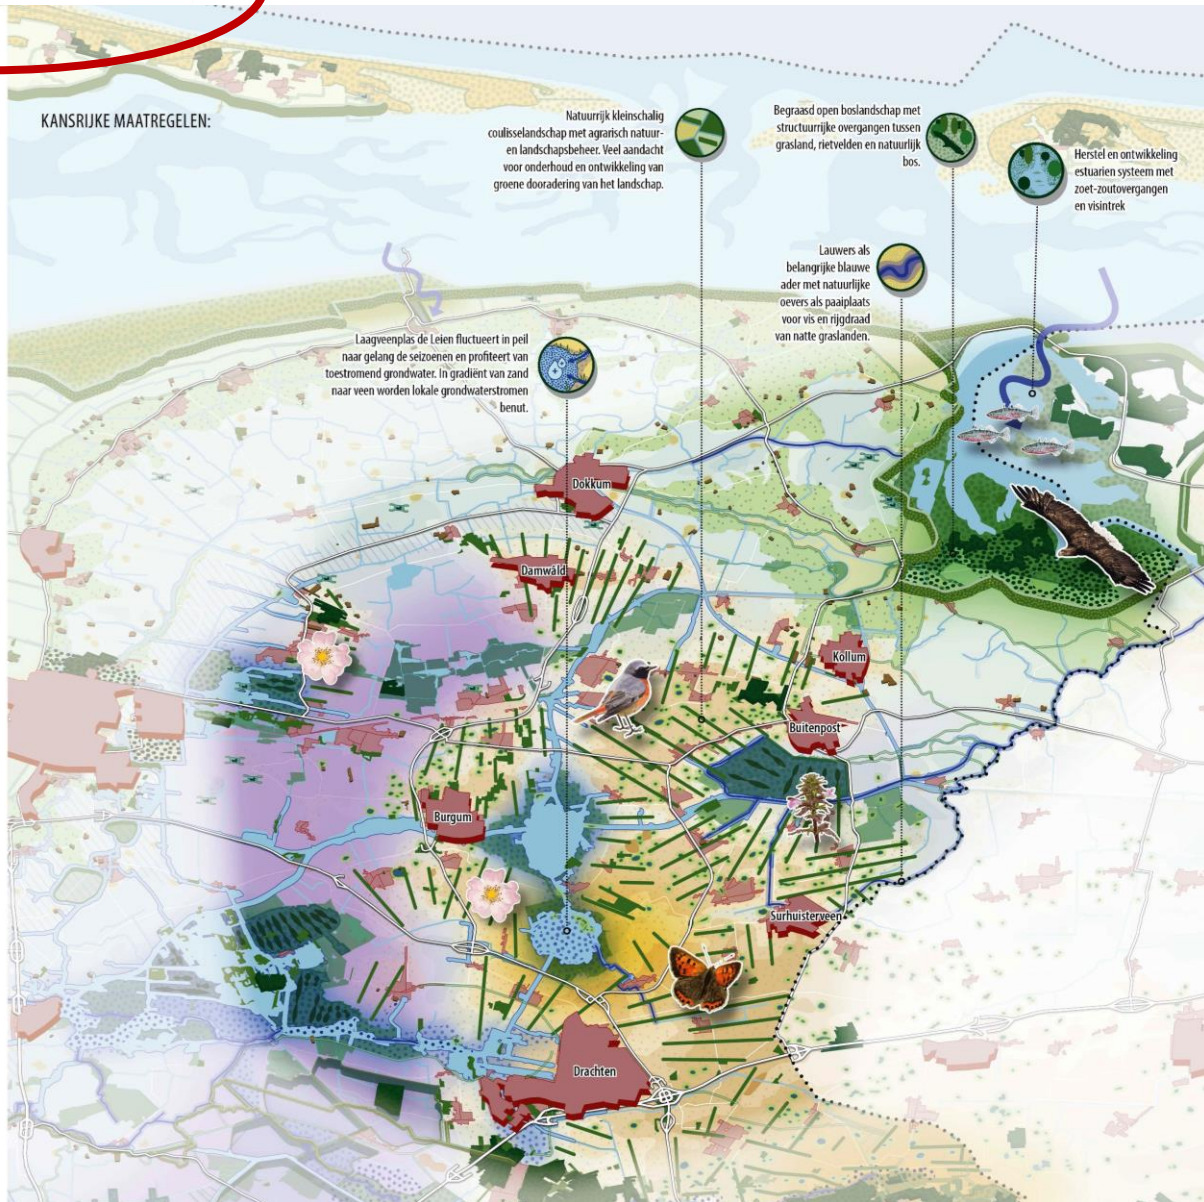 KANSRIJKE MAATREGELEN:
Natuurrijk kleinschalig
coulisselandschap met agrarisch natuur-
en landschapsbeheer. Veel aandacht
voor onderhoud en ontwikkeling van
groene dooradering van het landschap.
Begraasd open boslandschap met
structuurrijke overgangen tussen
grasland, rietvelden en natuurlijk
bos.
Herstel en ontwikkeling
estuarien systeem met
zoet-zoutovergangen
en visintrek
Lauwers als
belangrijke blauwe
ader met natuurlijke
oevers als paaiplaats
voor vis en rijgdraad
van natte graslanden.
Laagveenplas de Leien fluctueert in peil
naar gelang de seizoenen en profiteert van
toestromend grondwater. In gradiënt van zand
naar veen worden lokale grondwaterstromen
benut.
Dokkum
Damwâld
Kollum
Buitenpost
Burgum
Surhuisterveen
Drachten